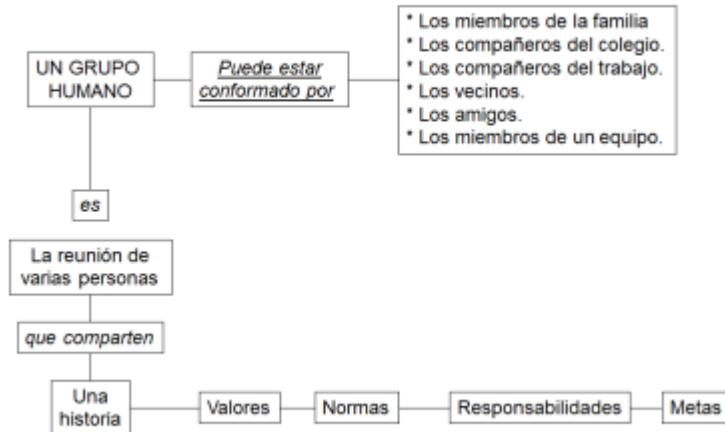 UN GRUPO
HUMANO
Puede estar
conformado por
* Los miembros de la familia
* Los compañeros del colegio.
* Los compañeros del trabajo.
* Los vecinos.
* Los amigos.
* Los miembros de un equipo.
es
La reunión de
varias personas
que comparten
Una
historia
Valores
Normas
Responsabilidades
Metas